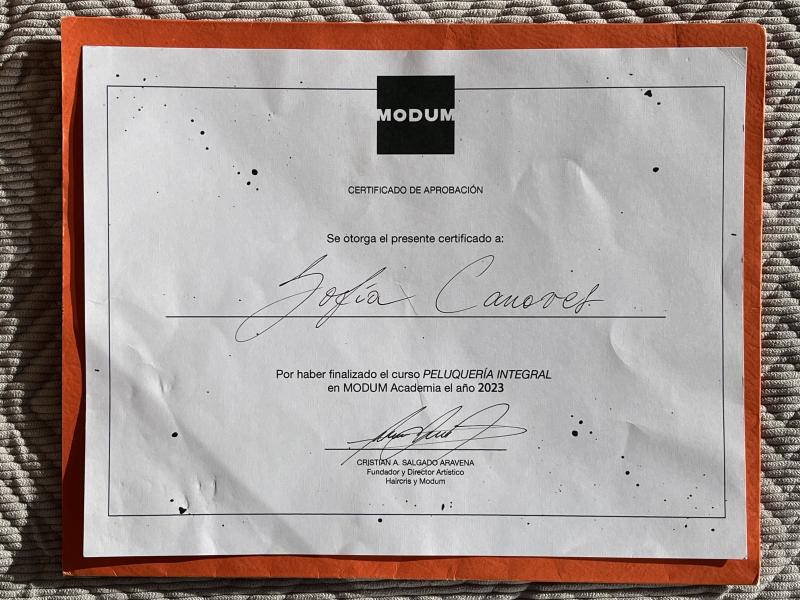 MODUM
CERTIFICADO DE APROBACIÓN
Se otorga el presente certificado a:
Sofía Canoves
Por haber finalizado el curso PELUQUERÍA INTEGRAL
en MODUM Academia el año 2023
CRISTIAN A. SALGADO ARAVENA
Fundador y Director Artístico
Haircris y Modum